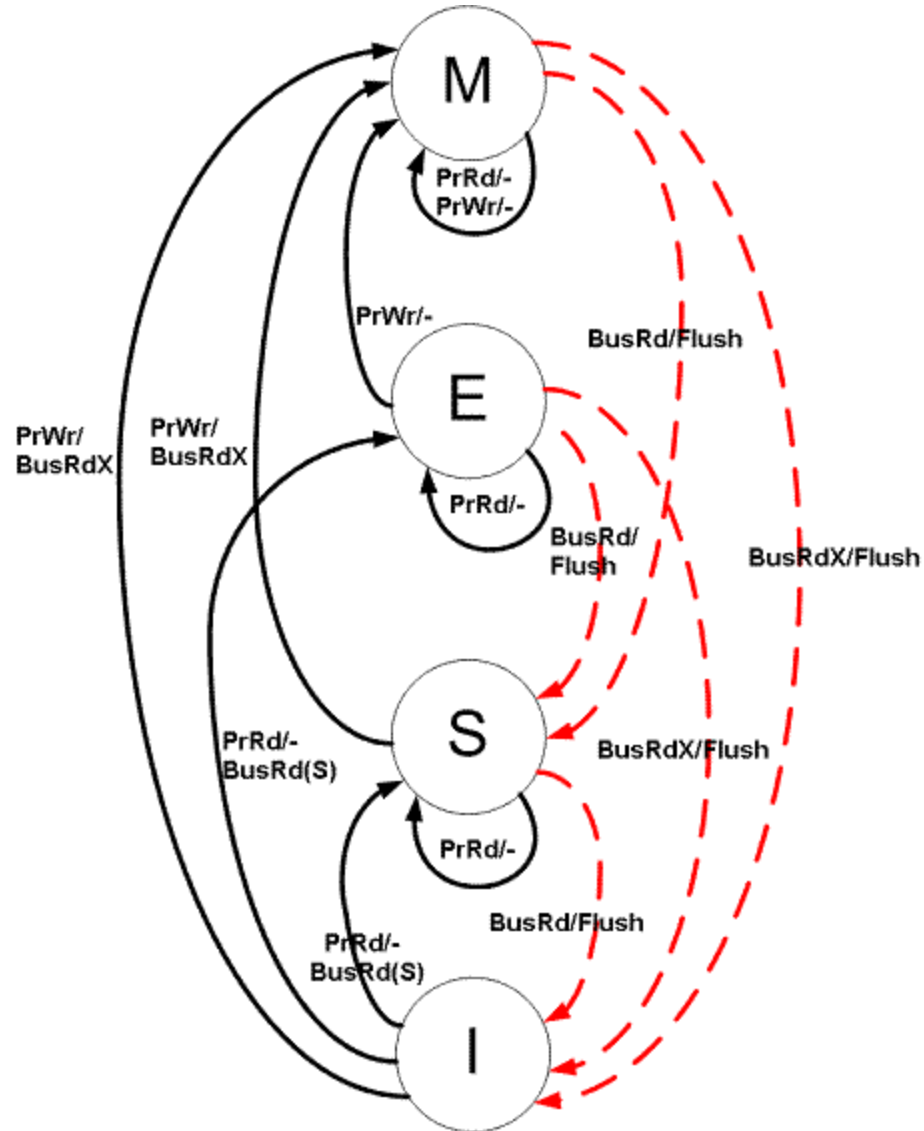 M
PrRd/-
PrWr/-
PrWr/-
BusRd/Flush
E
PrWr/
BusRdX
PrWr/
BusRdX
PrRd/-
BusRd/
Flush
BusRdX/Flush
S
PrRd/-
BusRd(S)
BusRdX/Flush
PrRd/-
BusRd/Flush
PrRd/-
BusRd(S)
I